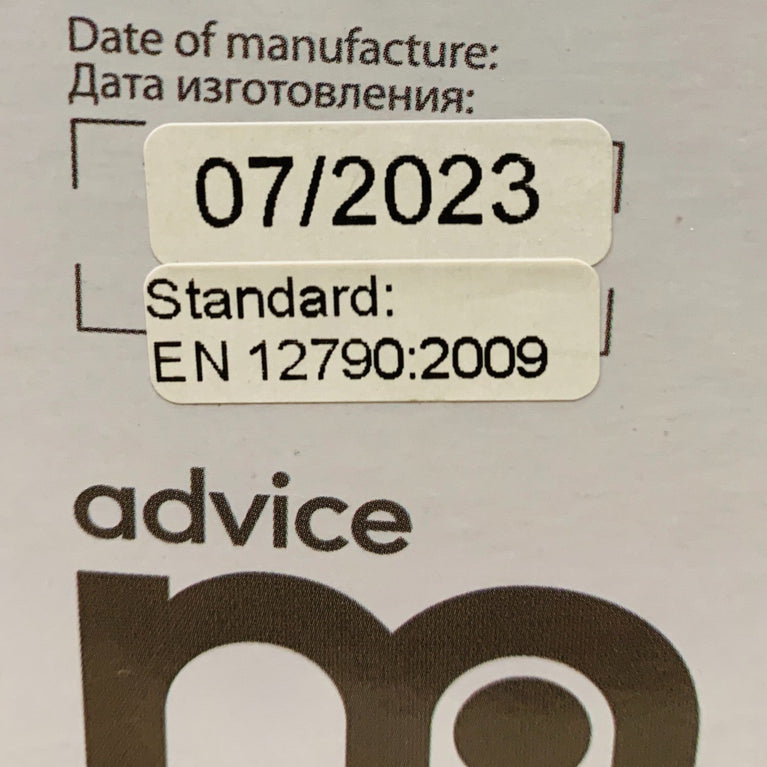 Date of manufacture:
Дата изготовления:
07/2023
Standard:
EN 12790:2009
advice